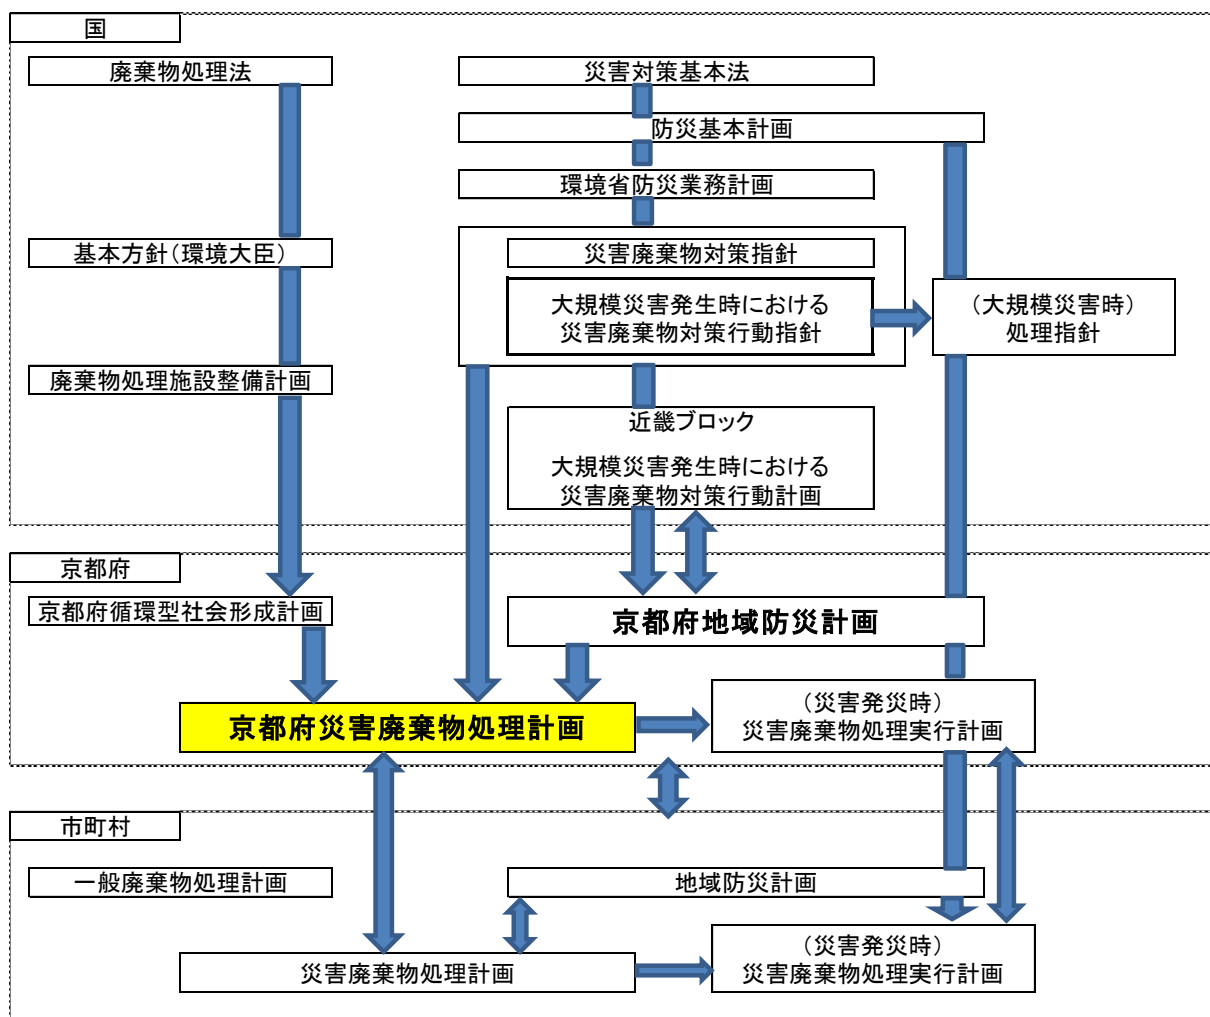 国
廃棄物処理法
災害対策基本法
防災基本計画
環境省防災業務計画
基本方針（環境大臣）
災害廃棄物対策指針
大規模災害発生時における
災害廃棄物対策行動指針
（大規模災害時）
処理指針
廃棄物処理施設整備計画
近畿ブロック
大規模災害発生時における
災害廃棄物対策行動計画
京都府
京都府循環型社会形成計画
京都府地域防災計画
京都府災害廃棄物処理計画
（災害発災時）
災害廃棄物処理実行計画
市町村
一般廃棄物処理計画
地域防災計画
災害廃棄物処理計画
（災害発災時）
災害廃棄物処理実行計画